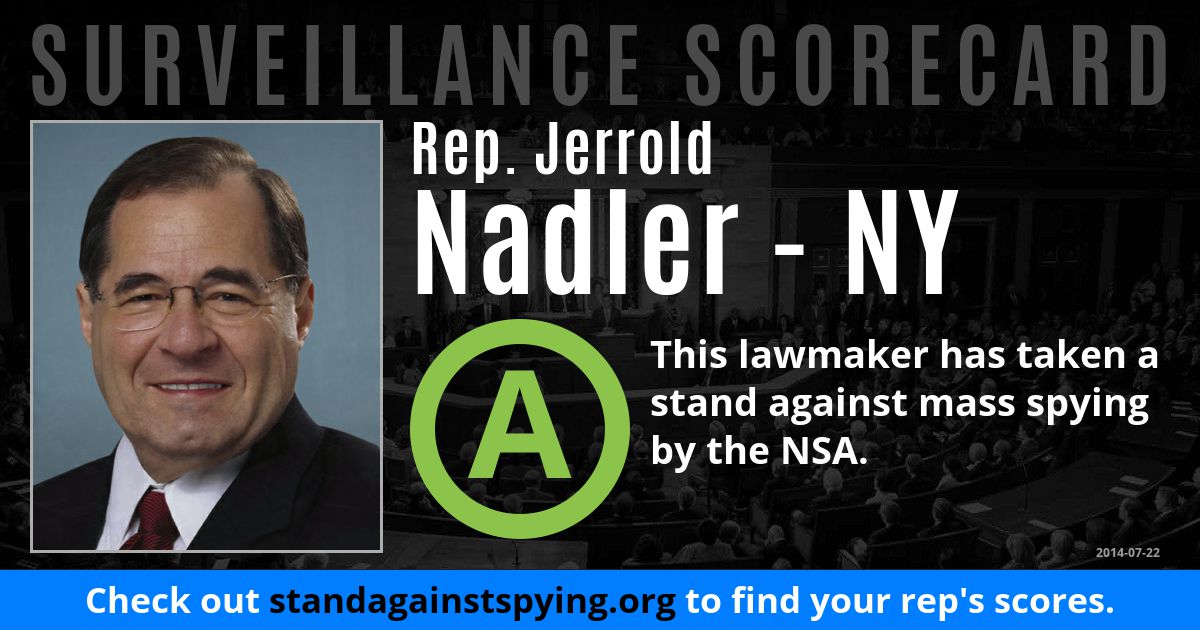 SURVEILLANCE SCORECARD
Rep. Jerrold
Nadler - NY
A
This lawmaker has taken a
stand against mass spying
by the NSA.
2014-07-22
Check out standagainstspying.org to find your rep's scores.